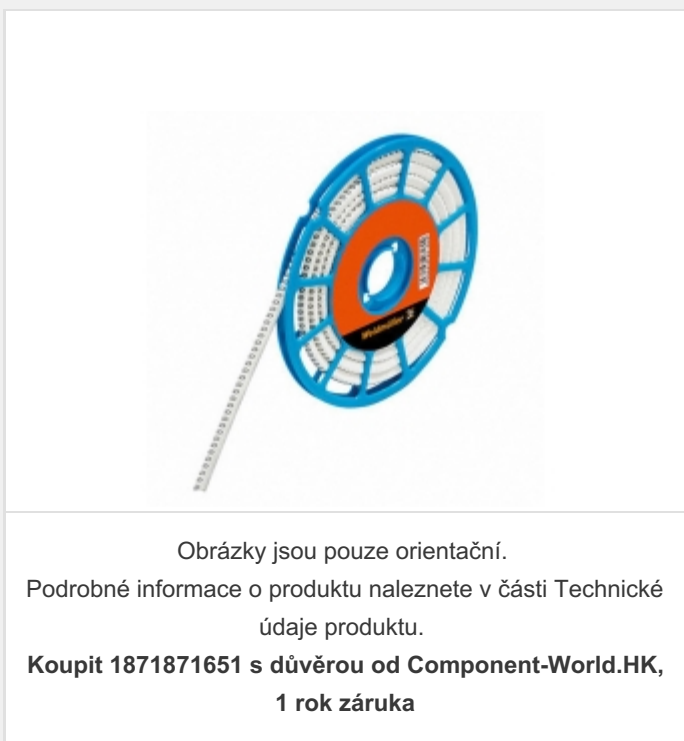 Weidmüller
Obrázky jsou pouze orientační.
Podrobné informace o produktu naleznete v části Technické
údaje produktu.
Koupit 1871871651 s důvěrou od Component-World.HK,
1 rok záruka